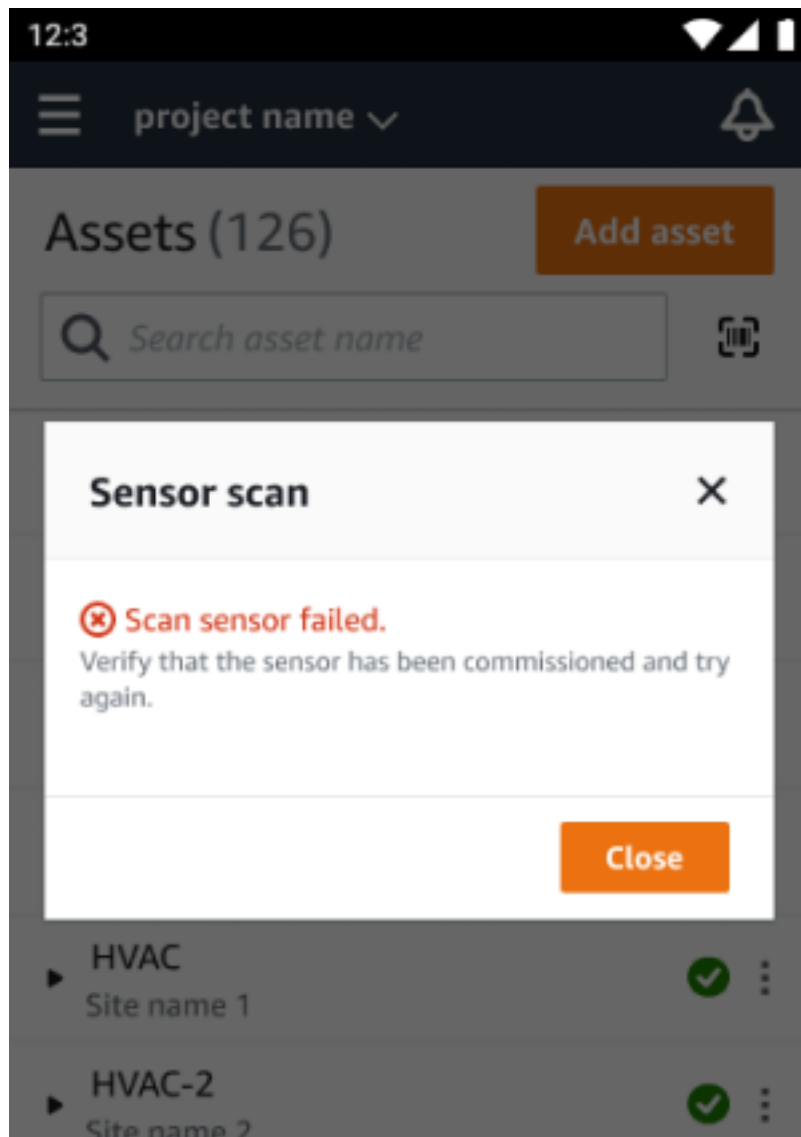 12:3
project name
Assets (126)
Add asset
Search asset name
Sensor scan
Scan sensor failed.
Verify that the sensor has been commissioned and try
again.
Close
HVAC
Site name 1
HVAC-2
Site name 2